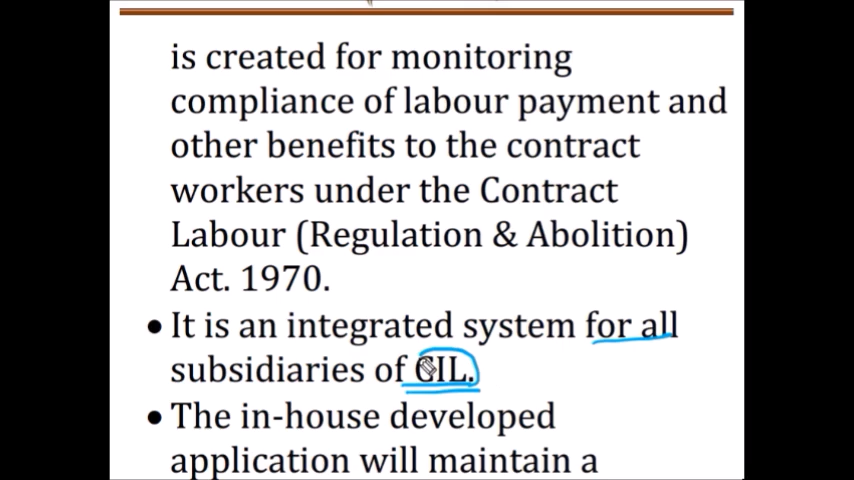 is created for monitoring
compliance of labour payment and
other benefits to the contract
workers under the Contract
Labour (Regulation & Abolition)
Act. 1970.
• It is an integrated system for all
subsidiaries of CIL.
• The in-house developed
application will maintain a